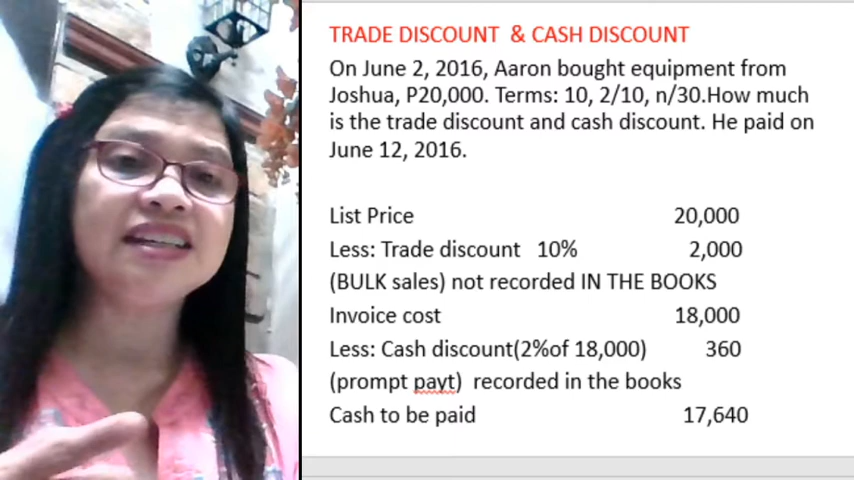 TRADE DISCOUNT & CASH DISCOUNT
On June 2, 2016, Aaron bought equipment from
Joshua, P20,000. Terms: 10, 2/10, n/30.How much
is the trade discount and cash discount. He paid on
June 12, 2016.
List Price 20,000
Less: Trade discount 10% 2,000
(BULK sales) not recorded IN THE BOOKS
Invoice cost 18,000
Less: Cash discount(2%of 18,000) 360
(prompt payt) recorded in the books
Cash to be paid 17,640